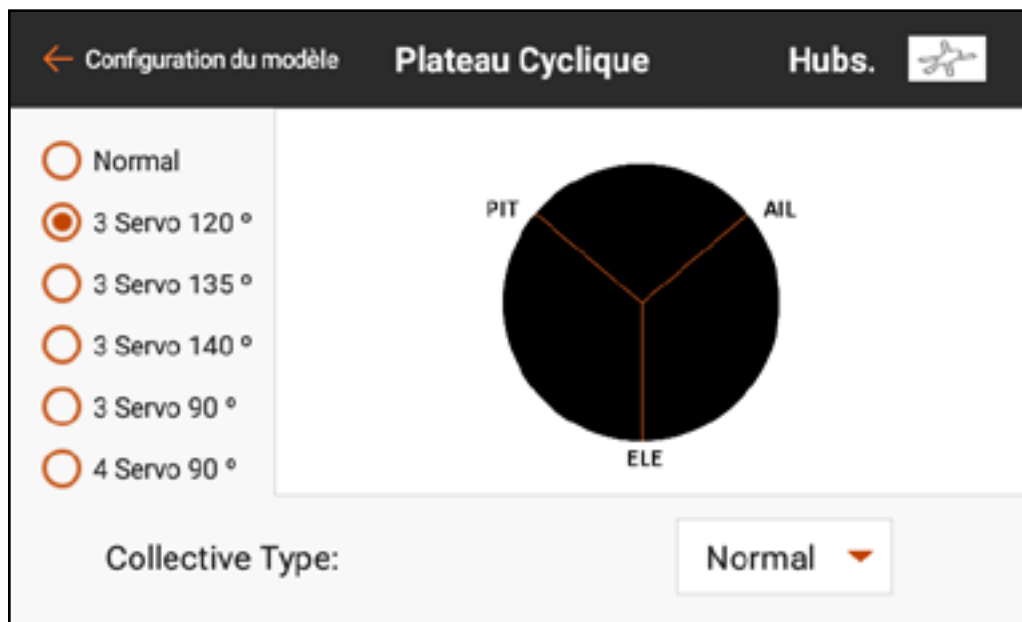 ← Configuration du modèle Plateau Cyclique Hubs.
Normal
3 Servo 120 º
3 Servo 135 º
3 Servo 140 º
3 Servo 90 º
4 Servo 90 º
PIT AIL
ELE
Collective Type: Normal